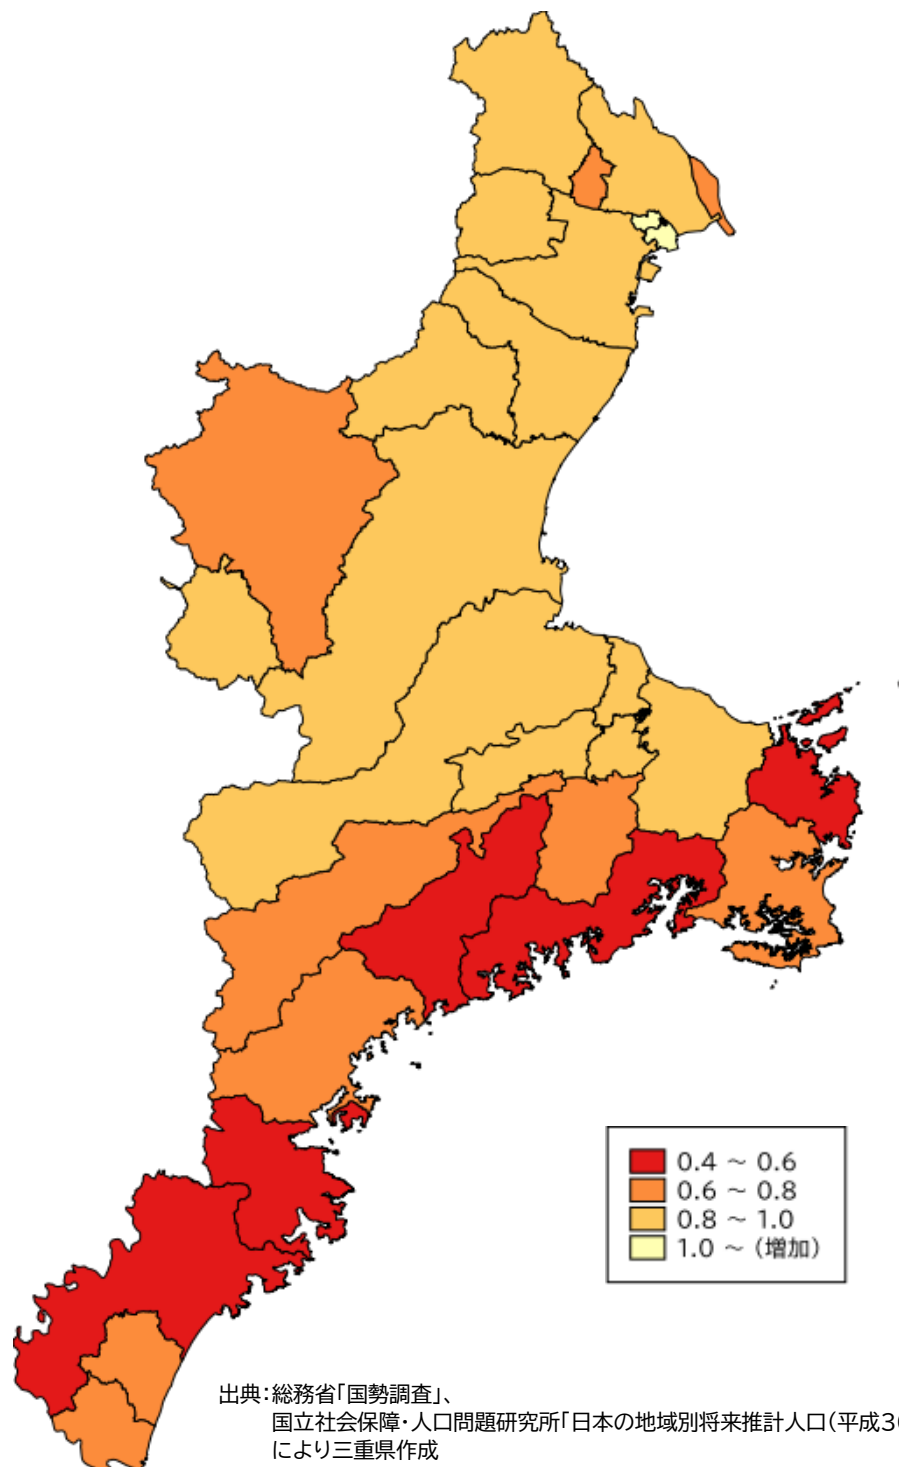 0.4 ～ 0.6
0.6 ～ 0.8
0.8 ～ 1.0
1.0 ～（増加）
出典：総務省「国勢調査」、
国立社会保障・人口問題研究所「日本の地域別将来推計人口（平成3
により三重県作成